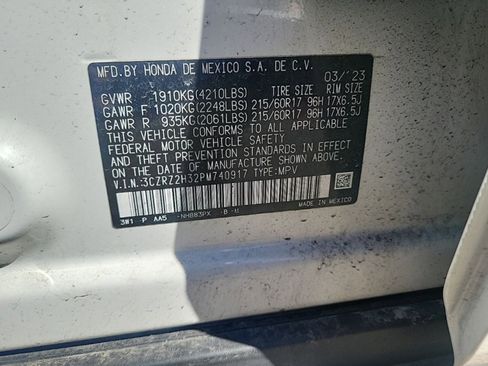 MFD.BY HONDA DE MEXICO S.A. DE C.V.
03/'23
GVWR 1910KG(4210LBS) TIRE SIZE RIM SIZE
GAWR F 1020KG(2248LBS) 215/60R17 96H 17X6.5J
GAWR R 935KG(2061LBS) 215/60R17 96H 17X6.5J
THIS VEHICLE CONFORMS TO ALL APPLICABLE
FEDERAL MOTOR VEHICLE SAFETY
STANDARDS IN EFFECT ON THE
DATE OF MANUFACTURE SHOWN ABOVE.
V.I.N.:3CZRZ2H32PM740917 TYPE:MPV
3W1 P AA5 -NH883PX -B-
MADE IN MEXICO